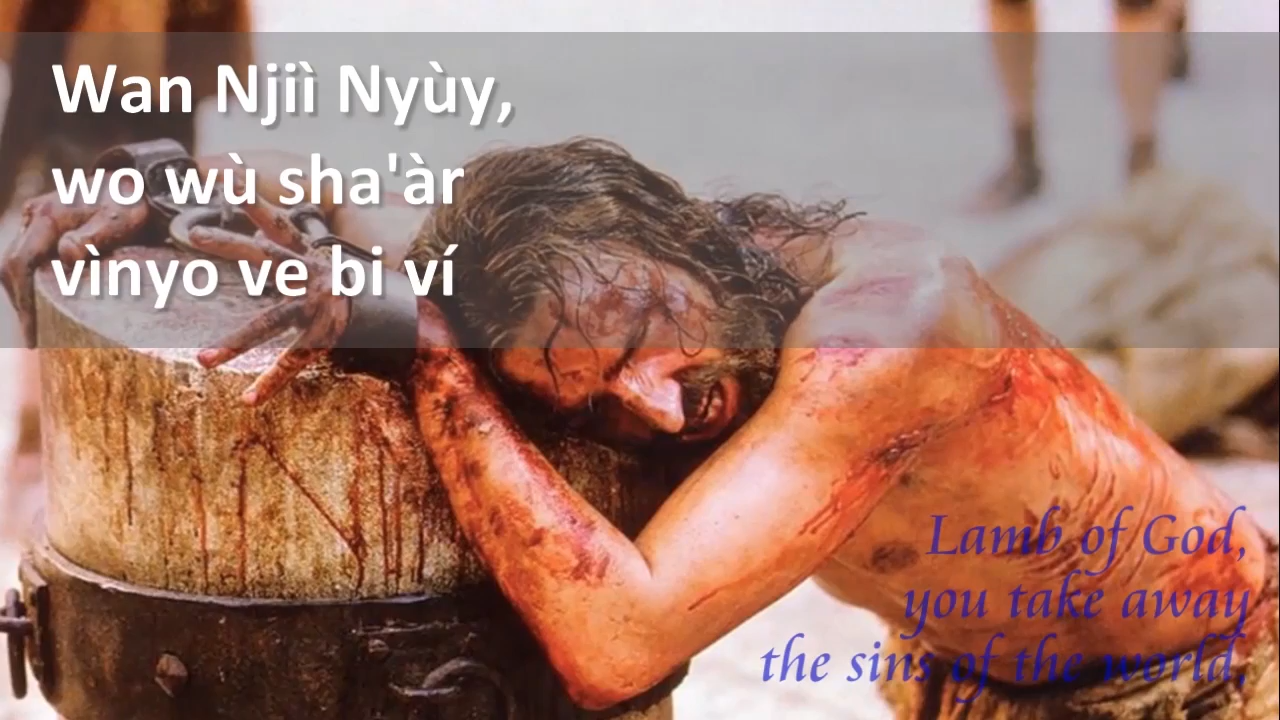 Wan Njiì Nyùy,
wo wù sha'àr
vìnyo ve bi ví
Lamb of God,
you take away
the sins of the world,